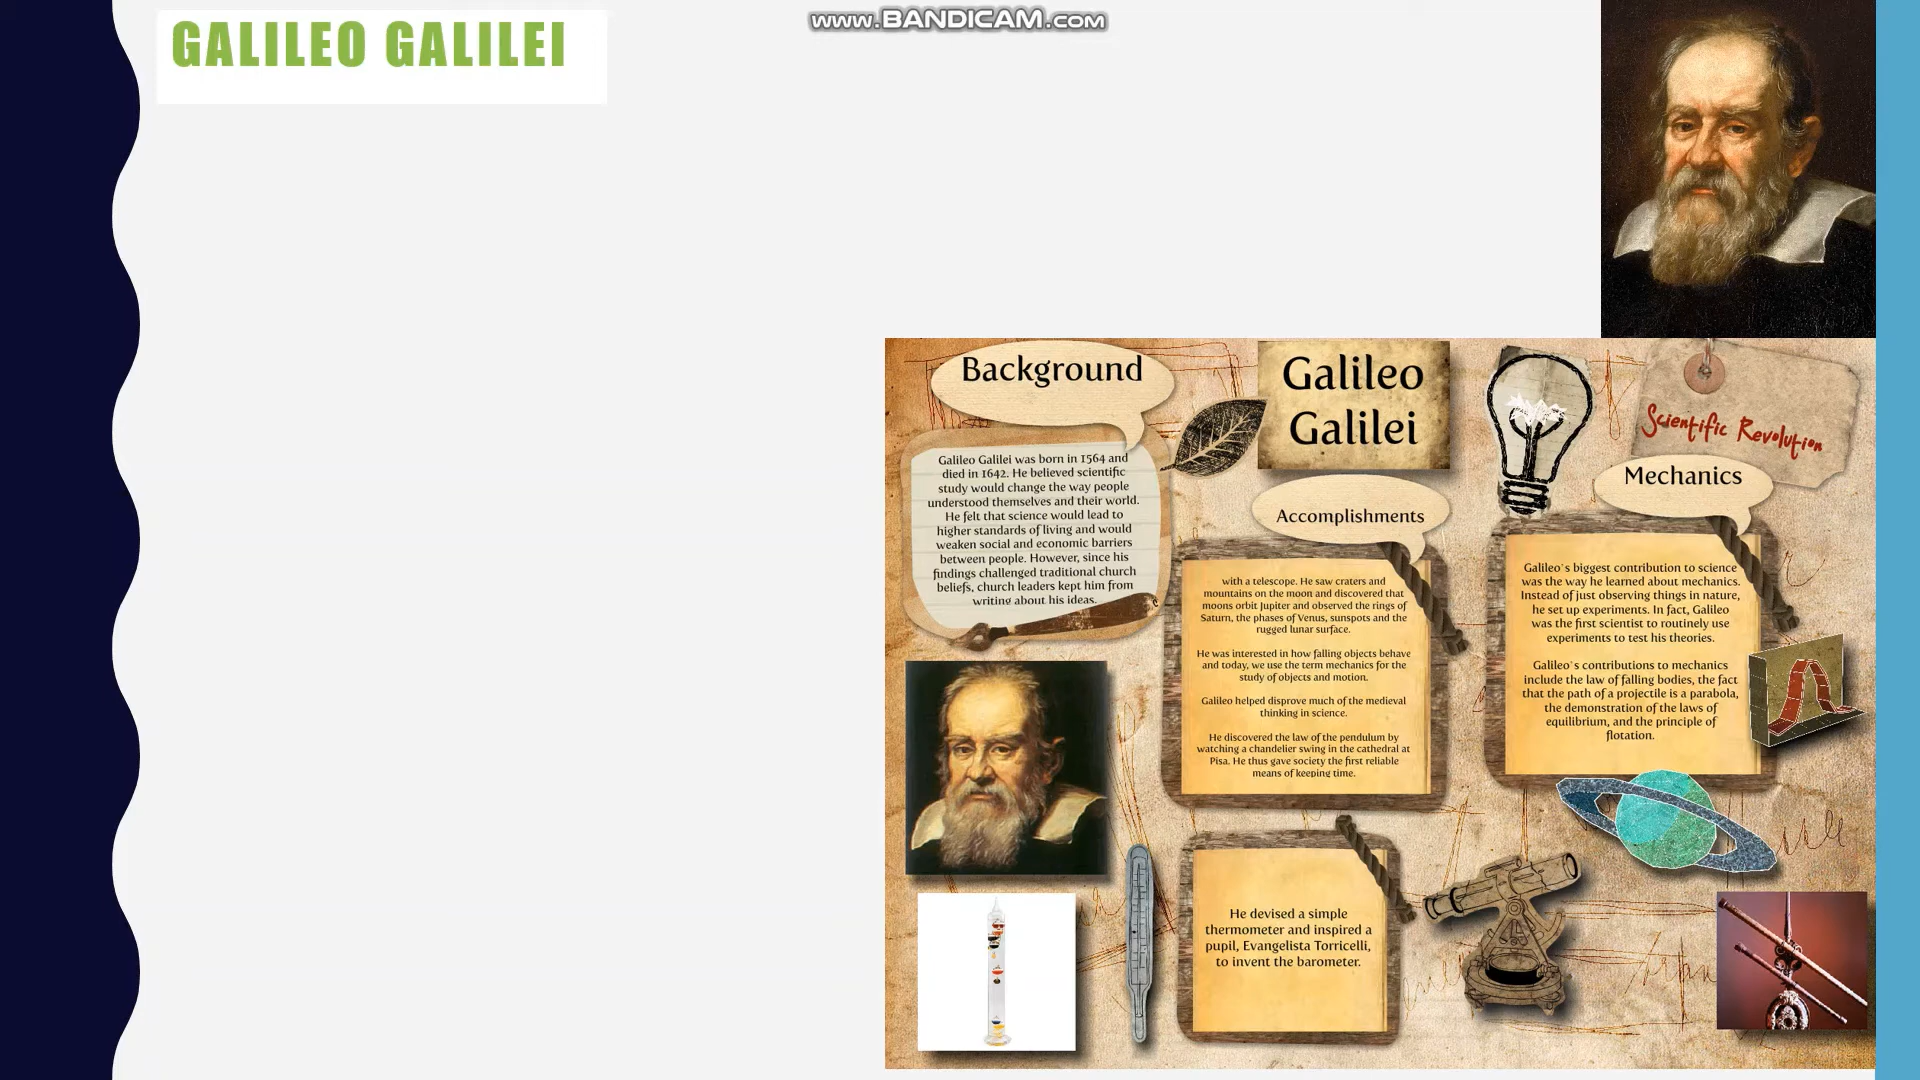 GALILEO GALILEI
www.BANDICAM.com
Background
Galileo Galilei was born in 1564 and
died in 1642. He believed scientific
study would change the way people
understood themselves and their world.
He felt that science would lead to
higher standards of living and would
weaken social and economic barriers
between people. However, since his
findings challenged traditional church
beliefs, church leaders kept him from
writing about his ideas.
Galileo
Galilei
Accomplishments
with a telescope. He saw craters and
mountains on the moon and discovered that
moons orbit Jupiter and observed the rings of
Saturn, the phases of Venus, sunspots and the
rugged lunar surface.
He was interested in how falling objects behave
and today, we use the term mechanics for the
study of objects and motion.
Galileo helped disprove much of the medieval
thinking in science.
He discovered the law of the pendulum by
watching a chandelier swing in the cathedral at
Pisa. He thus gave society the first reliable
means of keeping time.
He devised a simple
thermometer and inspired a
pupil, Evangelista Torricelli,
to invent the barometer.
Scientific Revolution
Mechanics
Galileo's biggest contribution to science
was the way he learned about mechanics.
Instead of just observing things in nature,
he set up experiments. In fact, Galileo
was the first scientist to routinely use
experiments to test his theories.
Galileo's contributions to mechanics
include the law of falling bodies, the fact
that the path of a projectile is a parabola,
the demonstration of the laws of
equilibrium, and the principle of
flotation.